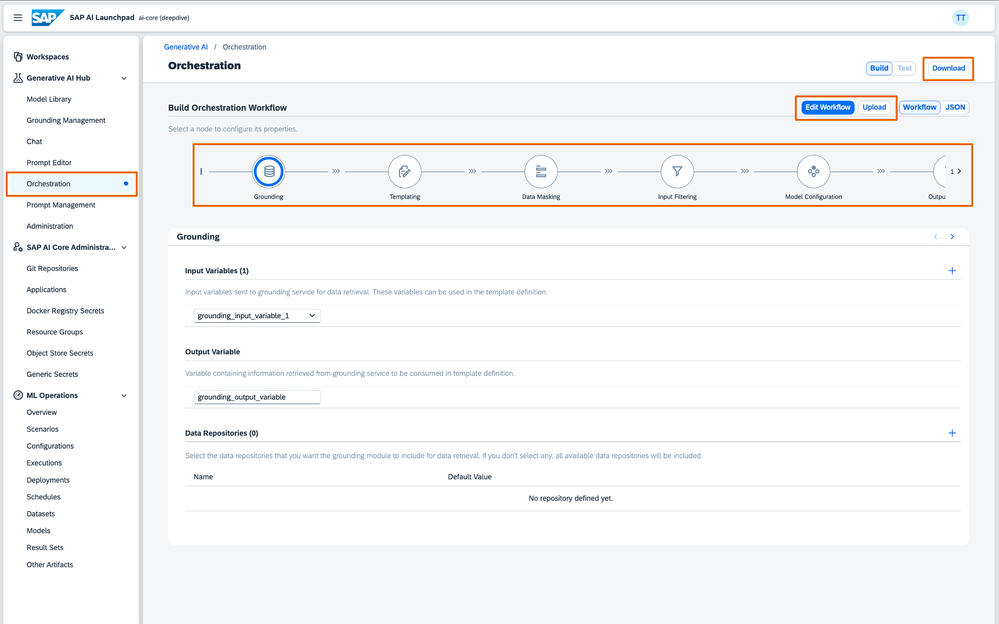 SAP SAP AI Launchpad ai-core (deepdive) TT
Workspaces
Generative AI Hub
Model Library
Grounding Management
Chat
Prompt Editor
Orchestration
Prompt Management
Administration
SAP AI Core Administra...
Git Repositories
Applications
Docker Registry Secrets
Resource Groups
Object Store Secrets
Generic Secrets
ML Operations
Overview
Scenarios
Configurations
Executions
Deployments
Schedules
Datasets
Models
Result Sets
Other Artifacts
Generative AI / Orchestration
Orchestration
Build Test Download
Build Orchestration Workflow
Edit Workflow Upload Workflow JSON
Select a node to configure its properties.
1
Grounding Templating Data Masking Input Filtering Model Configuration Outpu
Grounding
Input Variables (1)
Input variables sent to grounding service for data retrieval. These variables can be used in the template definition.
grounding_input_variable_1
Output Variable
Variable containing information retrieved from grounding service to be consumed in template definition.
grounding_output_variable
Data Repositories (0)
Select the data repositories that you want the grounding module to include for data retrieval. If you don't select any, all available data repositories will be included.
Name Default Value
No repository defined yet.